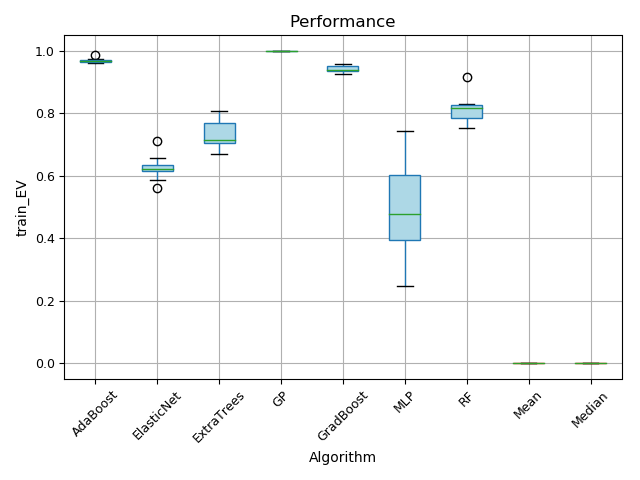 Performance
train_EV
1.0
0.8
0.6
0.4
0.2
0.0
AdaBoost
ElasticNet
ExtraTrees
GP
GradBoost
MLP
RF
Mean
Median
Algorithm